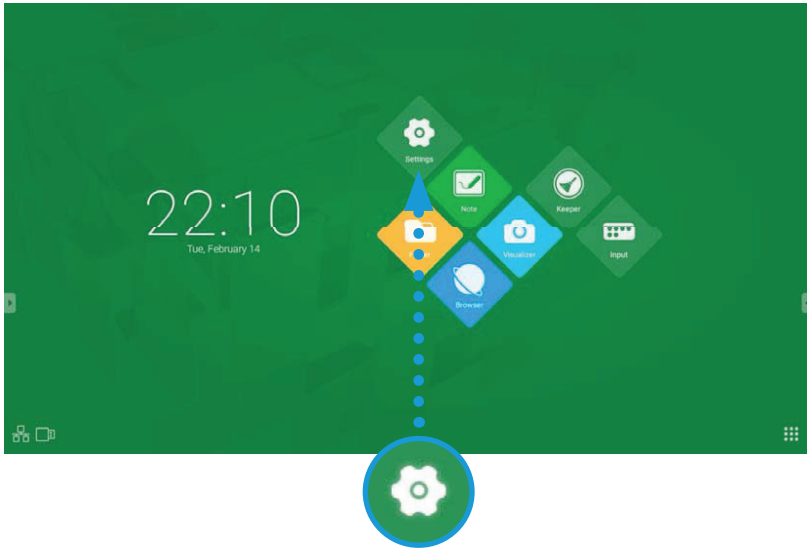 22:10
Tue, February 14
Settings
Note
Keeper
Visualizer
Input
Browser